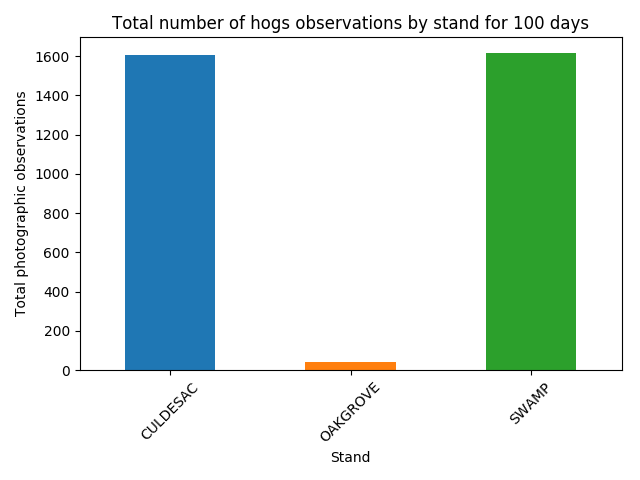 Total number of hogs observations by stand for 100 days
Total photographic observations
1600
1400
1200
1000
800
600
400
200
0
CULDESAC
OAKGROVE
SWAMP
Stand